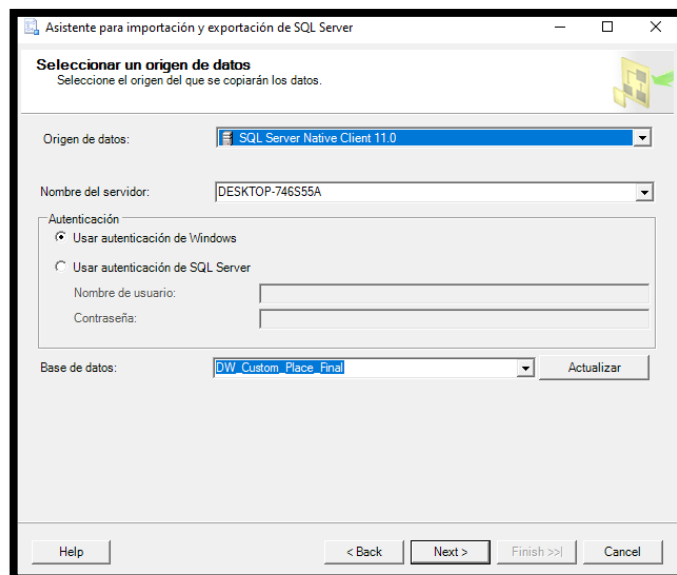 Asistente para importación y exportación de SQL Server
Seleccionar un origen de datos
Seleccione el origen del que se copiarán los datos.
Origen de datos: SQL Server Native Client 11.0
Nombre del servidor: DESKTOP-746S55A
Autenticación
Usar autenticación de Windows
Usar autenticación de SQL Server
Nombre de usuario:
Contraseña:
Base de datos: DW_Custom_Place_Final Actualizar
Help < Back Next > Finish >>| Cancel